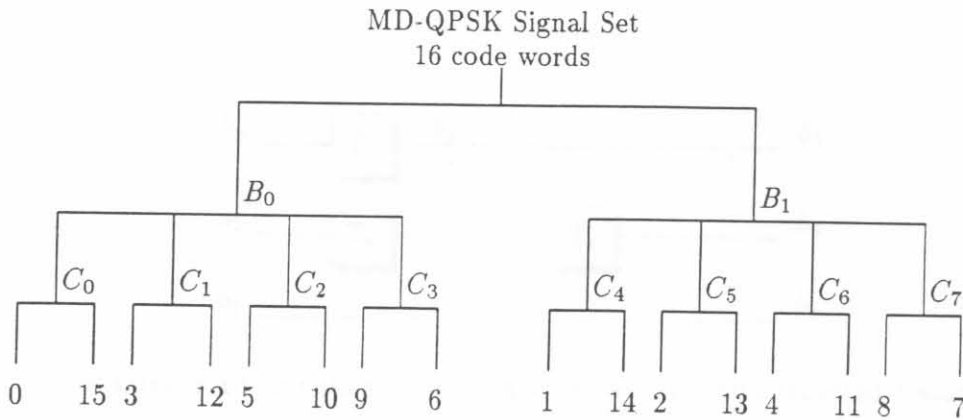 MD-QPSK Signal Set
16 code words
B₀ B₁
C₀ C₁ C₂ C₃ C₄ C₅ C₆ C₇
0 15 3 12 5 10 9 6 1 14 2 13 4 11 8 7